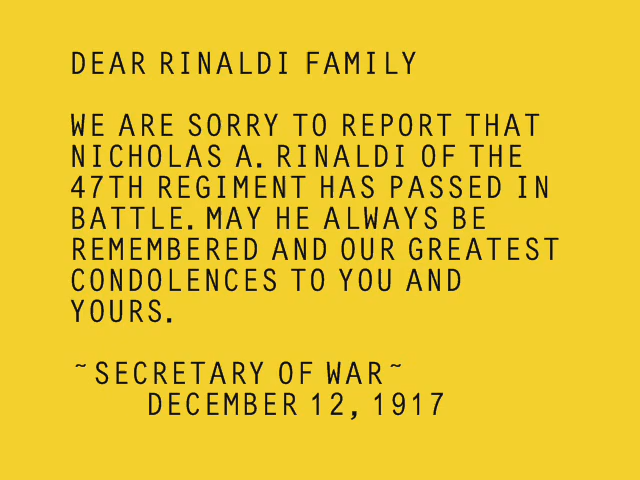 DEAR RINALDI FAMILY
WE ARE SORRY TO REPORT THAT
NICHOLAS A. RINALDI OF THE
47TH REGIMENT HAS PASSED IN
BATTLE. MAY HE ALWAYS BE
REMEMBERED AND OUR GREATEST
CONDOLENCES TO YOU AND
YOURS.
~SECRETARY OF WAR~
DECEMBER 12, 1917